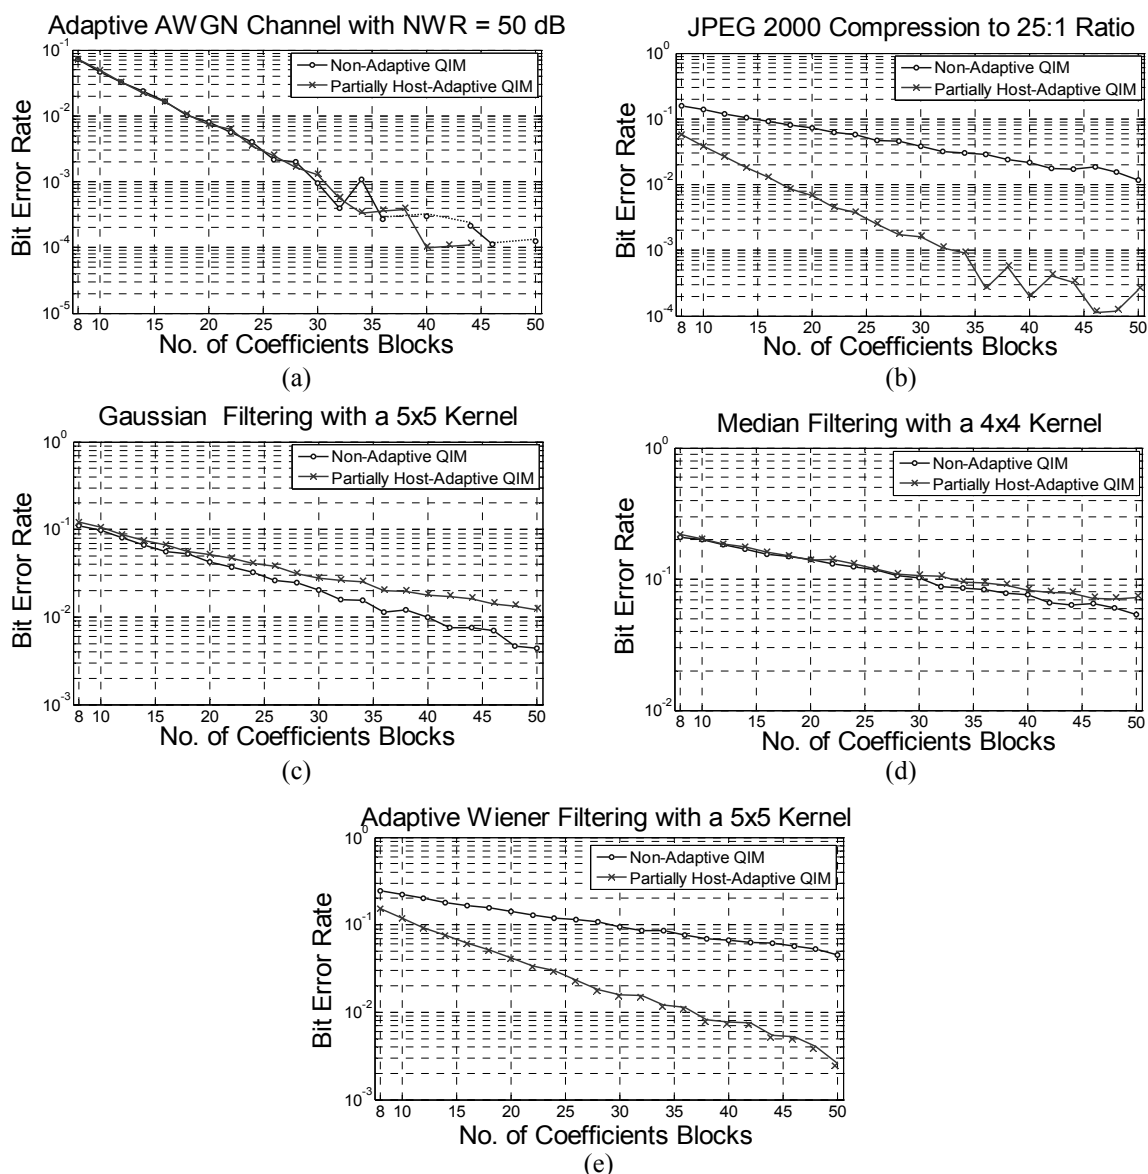 Adaptive AWGN Channel with NWR = 50 dB
Non-Adaptive QIM
Partially Host-Adaptive QIM
Bit Error Rate
10^-1
10^-2
10^-3
10^-4
10^-5
8 10 15 20 25 30 35 40 45 50
No. of Coefficients Blocks
(a)
JPEG 2000 Compression to 25:1 Ratio
Non-Adaptive QIM
Partially Host-Adaptive QIM
Bit Error Rate
10^0
10^-1
10^-2
10^-3
10^-4
8 10 15 20 25 30 35 40 45 50
No. of Coefficients Blocks
(b)
Gaussian Filtering with a 5x5 Kernel
Non-Adaptive QIM
Partially Host-Adaptive QIM
Bit Error Rate
10^0
10^-1
10^-2
10^-3
8 10 15 20 25 30 35 40 45 50
No. of Coefficients Blocks
(c)
Median Filtering with a 4x4 Kernel
Non-Adaptive QIM
Partially Host-Adaptive QIM
Bit Error Rate
10^0
10^-1
10^-2
8 10 15 20 25 30 35 40 45 50
No. of Coefficients Blocks
(d)
Adaptive Wiener Filtering with a 5x5 Kernel
Non-Adaptive QIM
Partially Host-Adaptive QIM
Bit Error Rate
10^0
10^-1
10^-2
10^-3
8 10 15 20 25 30 35 40 45 50
No. of Coefficients Blocks
(e)